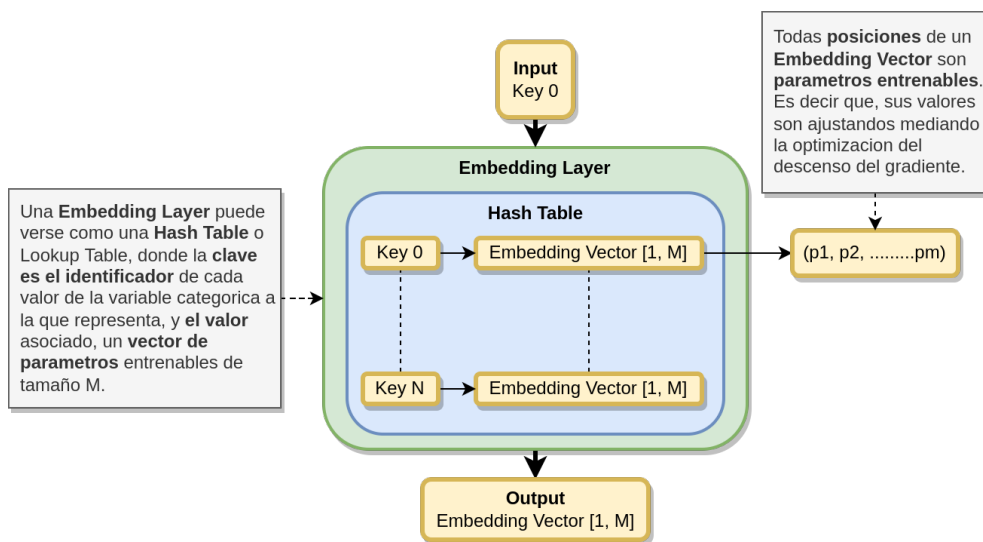 Input
Key 0
Todas posiciones de un
Embedding Vector son
parametros entrenables.
Es decir que, sus valores
son ajustandos mediando
la optimizacion del
descenso del gradiente.
Embedding Layer
Hash Table
Una Embedding Layer puede
verse como una Hash Table o
Lookup Table, donde la clave
es el identificador de cada
valor de la variable categorica a
la que representa, y el valor
asociado, un vector de
parametros entrenables de
tamaño M.
Key 0
Embedding Vector [1, M]
(p1, p2, .........pm)
Key N
Embedding Vector [1, M]
Output
Embedding Vector [1, M]